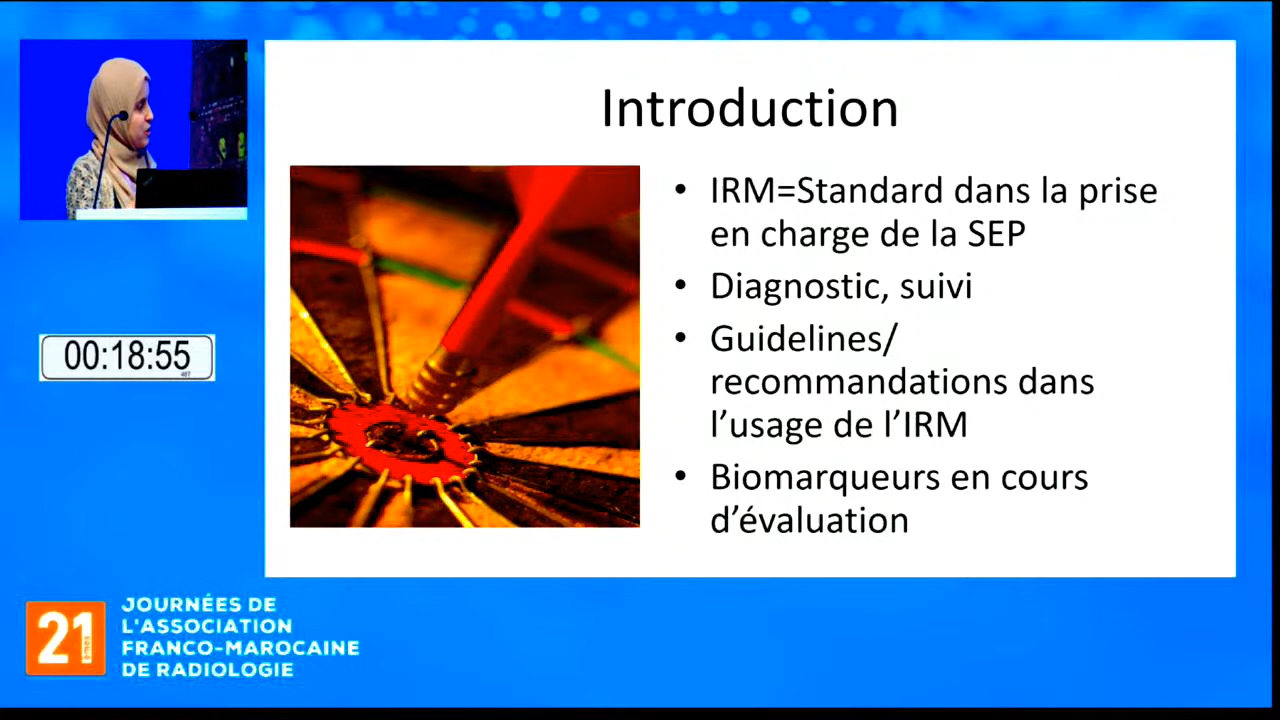 Introduction
• IRM=Standard dans la prise
en charge de la SEP
• Diagnostic, suivi
• Guidelines/
recommandations dans
l’usage de l’IRM
• Biomarqueurs en cours
d’évaluation
00:18:55
21
JOURNÉES DE
L'ASSOCIATION
FRANCO-MAROCAINE
DE RADIOLOGIE